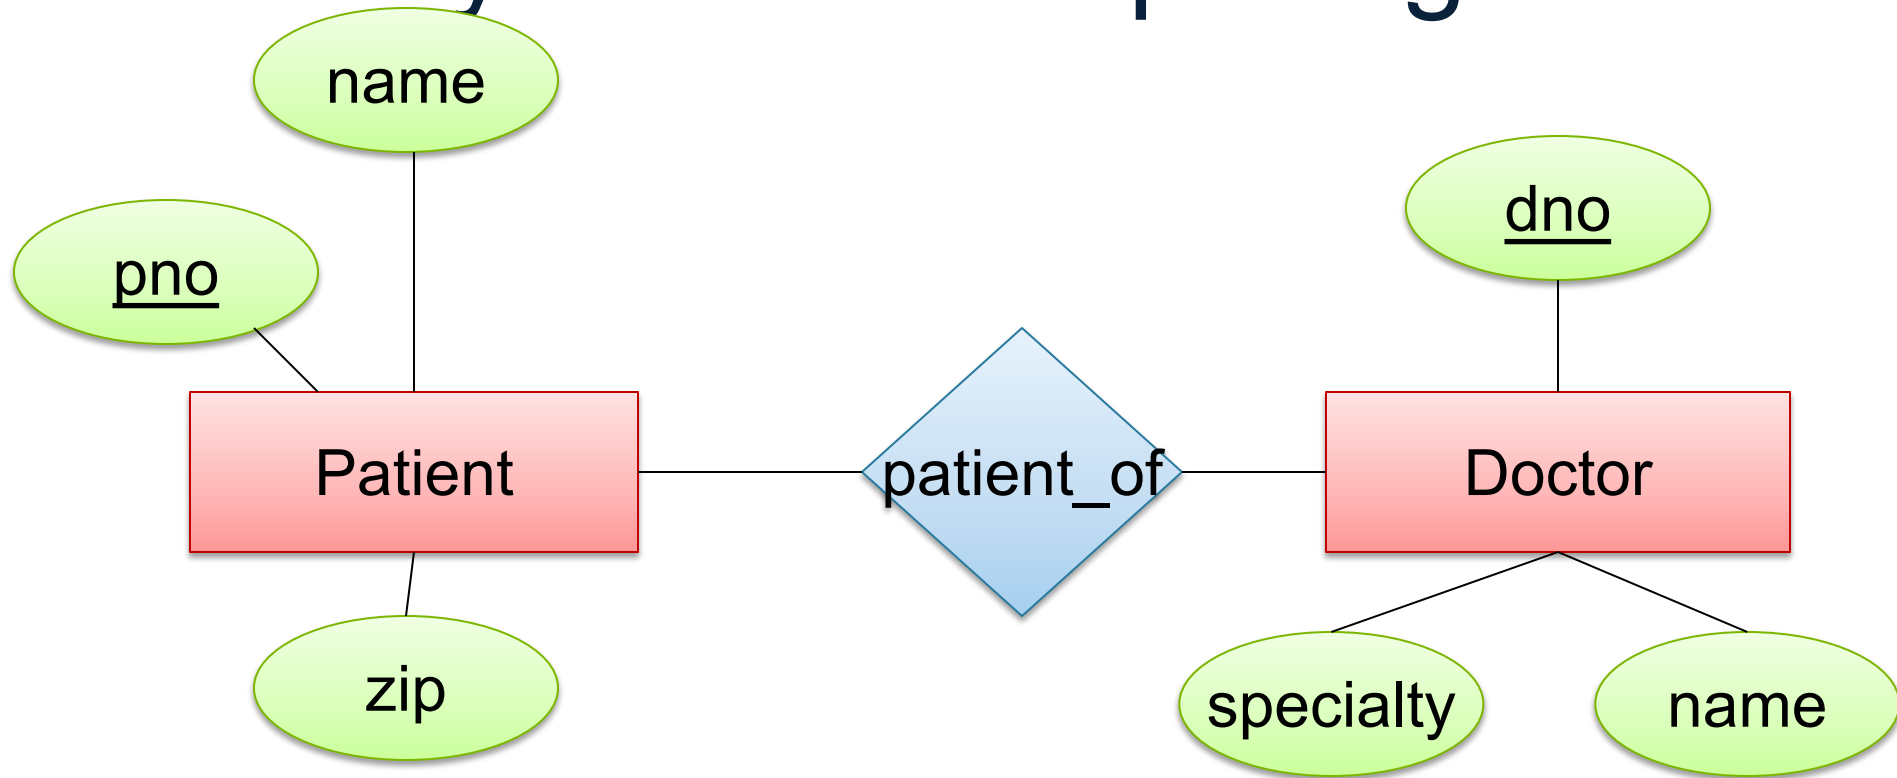 name
pno
dno
Patient
patient_of
Doctor
zip
specialty
name